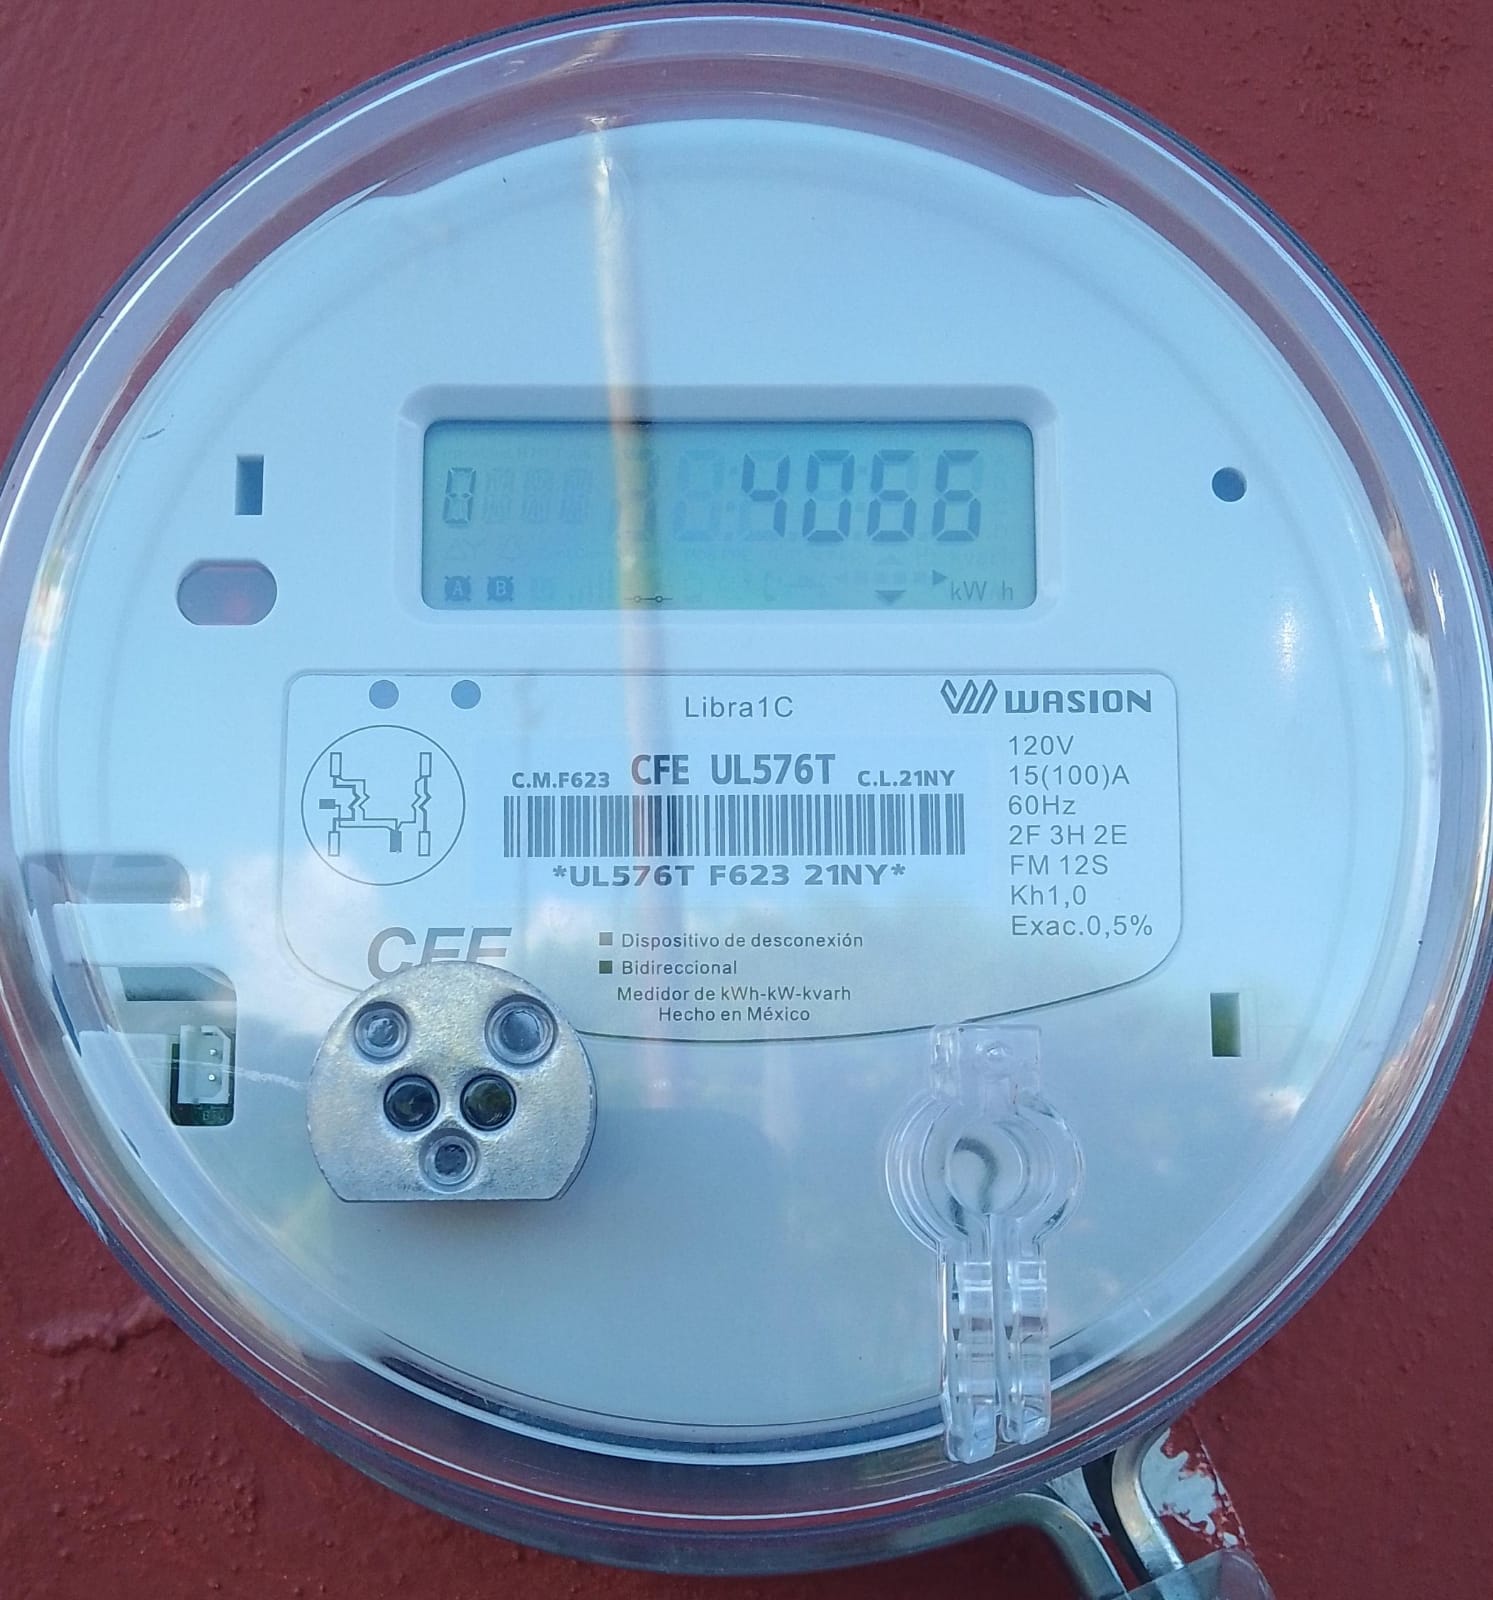 4066
A B
kW h
Libra1C
WASION
120V
15(100)A
60Hz
2F 3H 2E
FM 12S
Kh1,0
Exac.0,5%
C.M.F623 CFE UL576T C.L.21NY
*UL576T F623 21NY*
CFE
Dispositivo de desconexión
Bidireccional
Medidor de kWh-kW-kvarh
Hecho en México